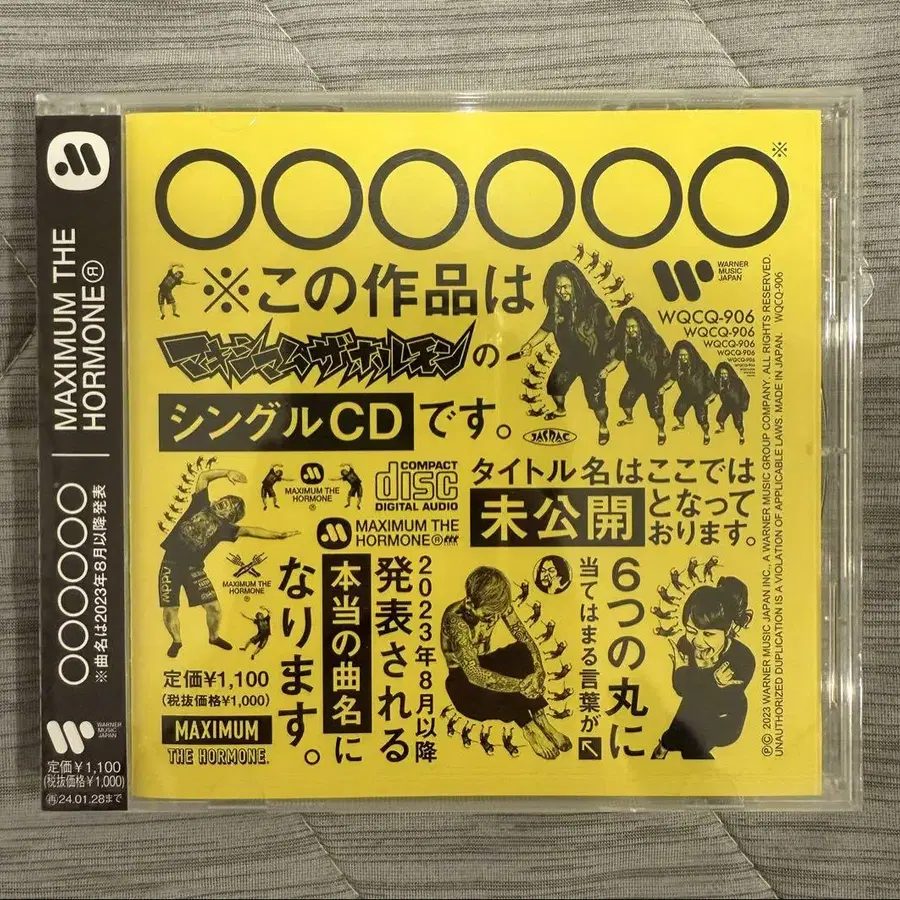 MAXIMUM THE
HORMONE Ⓡ
○○○○○○
※曲名は2023年8月以降発表
WARNER
MUSIC
JAPAN
定価¥1,100
(税抜価格¥1,000)
㊢24.01.28まで
○○○○○○※
※この作品は
マキシマム ザ ホルモンの
シングルCDです。
JASRAC
WARNER
MUSIC
JAPAN
WQCQ-906
WQCQ-906
WQCQ-906
WQCQ-906
WQCQ-906
タイトル名はここでは
未公開となって
おります。
COMPACT
disc
DIGITAL AUDIO
MAXIMUM THE
HORMONE
MAXIMUM THE
HORMONE
MAXIMUM THE
HORMONEⓇ
MAXIMUM THE
HORMONE
6つの丸に
当てはまる言葉が
2023年8月以降
発表される
本当の曲名に
なります。
定価¥1,100
(税抜価格¥1,000)
MAXIMUM
THE HORMONE
ⓅⒸ 2023 WARNER MUSIC JAPAN INC., A WARNER MUSIC GROUP COMPANY. ALL RIGHTS RESERVED.
UNAUTHORIZED DUPLICATION IS A VIOLATION OF APPLICABLE LAWS. MADE IN JAPAN. WQCQ-906